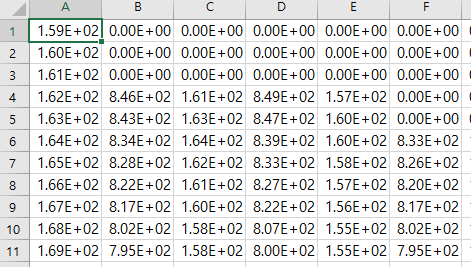 A B C D E F
1 1.59E+02 0.00E+00 0.00E+00 0.00E+00 0.00E+00 0.00E+00
2 1.60E+02 0.00E+00 0.00E+00 0.00E+00 0.00E+00 0.00E+00
3 1.61E+02 0.00E+00 0.00E+00 0.00E+00 0.00E+00 0.00E+00
4 1.62E+02 8.46E+02 1.61E+02 8.49E+02 1.57E+02 0.00E+00
5 1.63E+02 8.43E+02 1.63E+02 8.47E+02 1.60E+02 0.00E+00
6 1.64E+02 8.34E+02 1.64E+02 8.39E+02 1.60E+02 8.33E+02
7 1.65E+02 8.28E+02 1.62E+02 8.33E+02 1.58E+02 8.26E+02
8 1.66E+02 8.22E+02 1.61E+02 8.27E+02 1.57E+02 8.20E+02
9 1.67E+02 8.17E+02 1.60E+02 8.22E+02 1.56E+02 8.17E+02
10 1.68E+02 8.02E+02 1.58E+02 8.07E+02 1.55E+02 8.02E+02
11 1.69E+02 7.95E+02 1.58E+02 8.00E+02 1.55E+02 7.95E+02